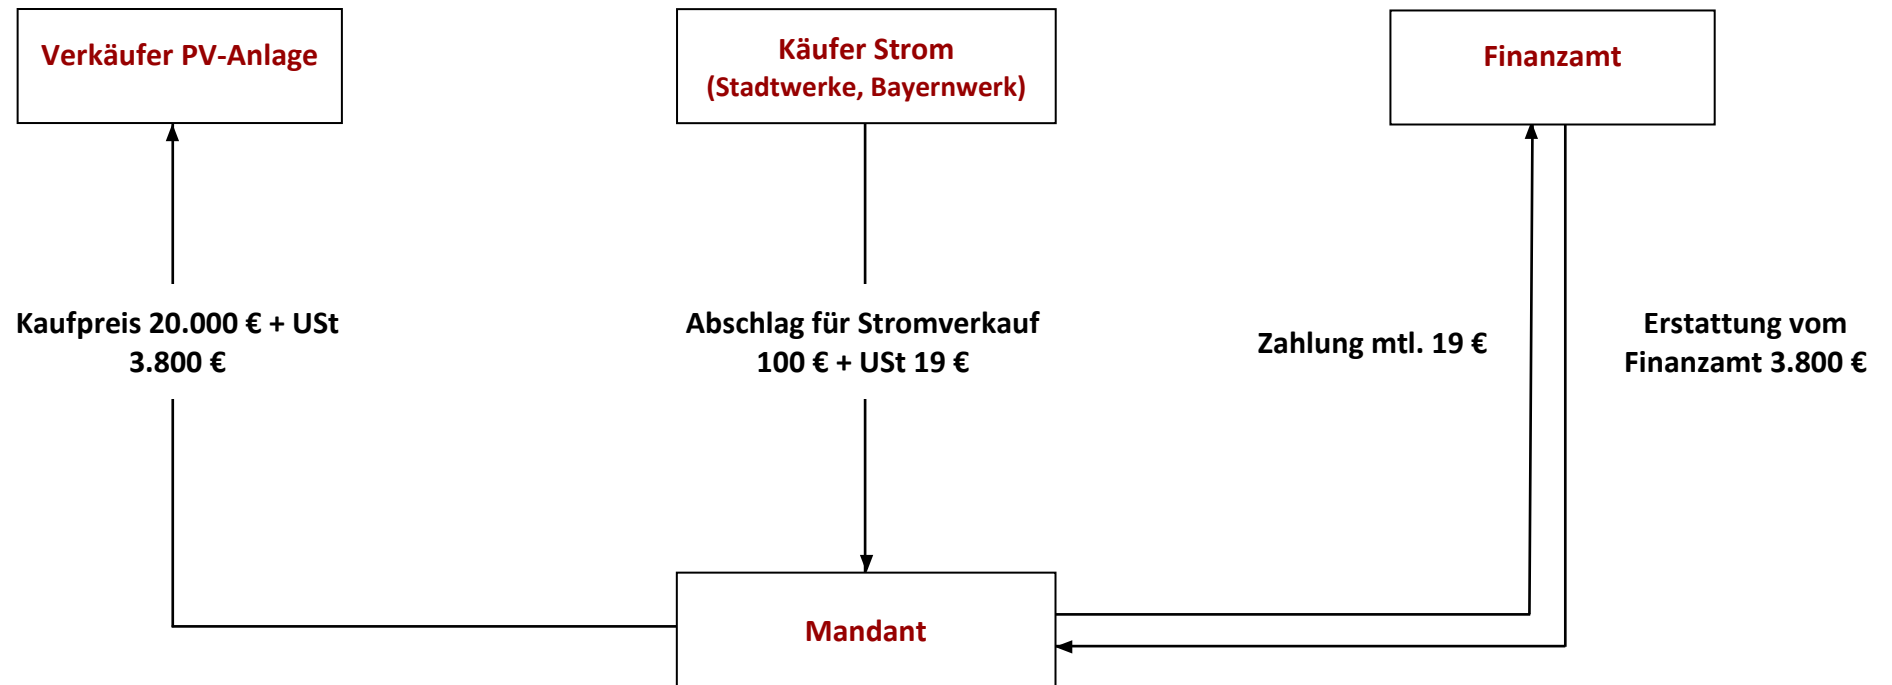 Verkäufer PV-Anlage
Käufer Strom
(Stadtwerke, Bayernwerk)
Finanzamt
Kaufpreis 20.000 € + USt
3.800 €
Abschlag für Stromverkauf
100 € + USt 19 €
Zahlung mtl. 19 €
Erstattung vom
Finanzamt 3.800 €
Mandant